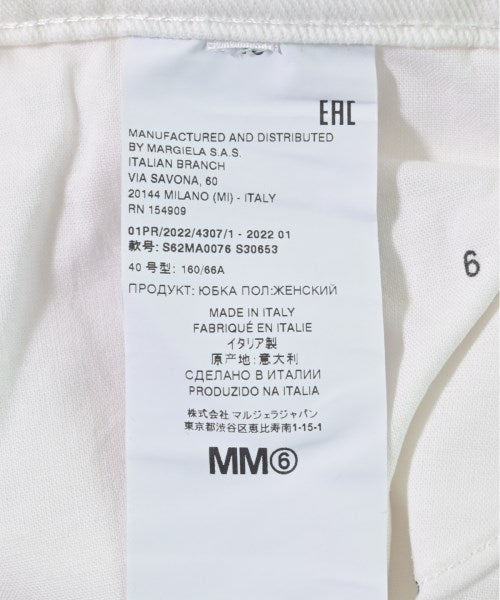 EAC
MANUFACTURED AND DISTRIBUTED
BY MARGIELA S.A.S.
ITALIAN BRANCH
VIA SAVONA, 60
20144 MILANO (MI) - ITALY
RN 154909
01PR/2022/4307/1 - 2022 01
款号: S62MA0076 S30653
40 号型: 160/66A
ПРОДУКТ: ЮБКА ПОЛ:ЖЕНСКИЙ
MADE IN ITALY
FABRIQUÉ EN ITALIE
イタリア製
原产地:意大利
СДЕЛАНО В ИТАЛИИ
PRODUZIDO NA ITALIA
株式会社 マルジェラジャパン
東京都渋谷区恵比寿南1-15-1
MM⑥
6